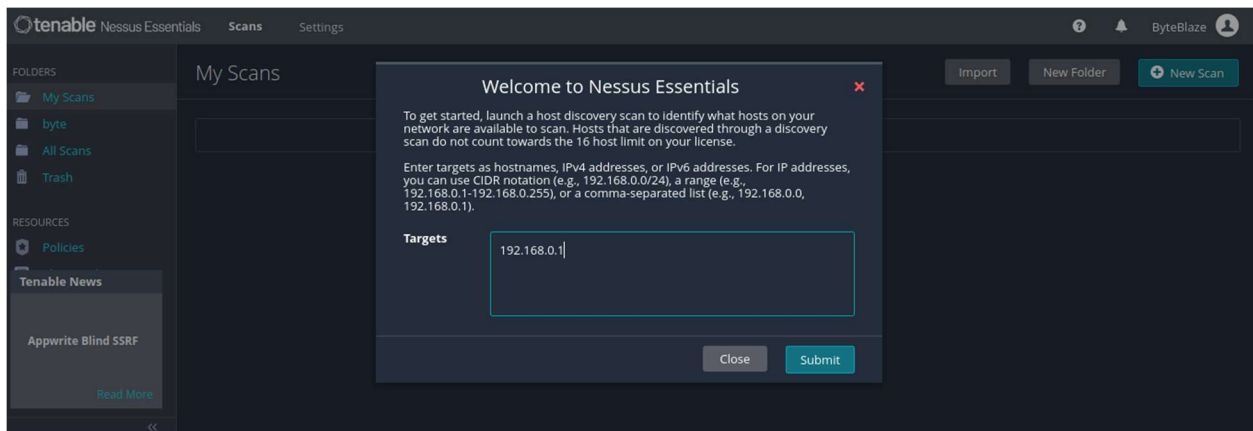 tenable Nessus Essentials Scans Settings ByteBlaze
FOLDERS
My Scans
byte
All Scans
Trash
RESOURCES
Policies
Tenable News
Appwrite Blind SSRF
Read More
My Scans
Import New Folder New Scan
Welcome to Nessus Essentials
To get started, launch a host discovery scan to identify what hosts on your
network are available to scan. Hosts that are discovered through a discovery
scan do not count towards the 16 host limit on your license.
Enter targets as hostnames, IPv4 addresses, or IPv6 addresses. For IP addresses,
you can use CIDR notation (e.g., 192.168.0.0/24), a range (e.g.,
192.168.0.1-192.168.0.255), or a comma-separated list (e.g., 192.168.0.0,
192.168.0.1).
Targets 192.168.0.1
Close Submit